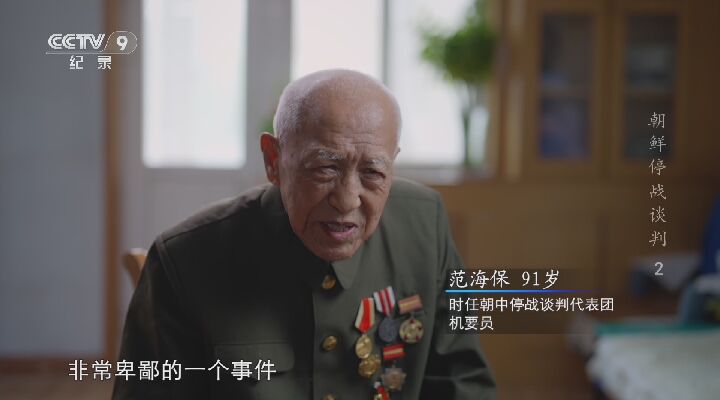 CCTV 9
纪录
朝鲜停战谈判 2
范海保 91岁
时任朝中停战谈判代表团
机要员
非常卑鄙的一个事件